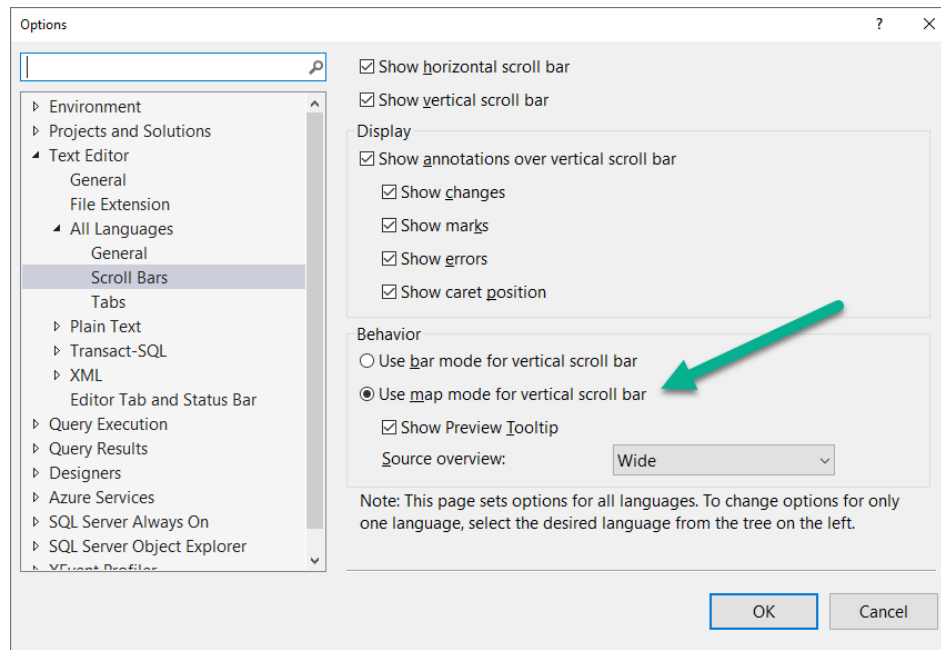 Options
?
Environment
Projects and Solutions
Text Editor
General
File Extension
All Languages
General
Scroll Bars
Tabs
Plain Text
Transact-SQL
XML
Editor Tab and Status Bar
Query Execution
Query Results
Designers
Azure Services
SQL Server Always On
SQL Server Object Explorer
XEvent Profiler
Show horizontal scroll bar
Show vertical scroll bar
Display
Show annotations over vertical scroll bar
Show changes
Show marks
Show errors
Show caret position
Behavior
Use bar mode for vertical scroll bar
Use map mode for vertical scroll bar
Show Preview Tooltip
Source overview: Wide
Note: This page sets options for all languages. To change options for only
one language, select the desired language from the tree on the left.
OK Cancel